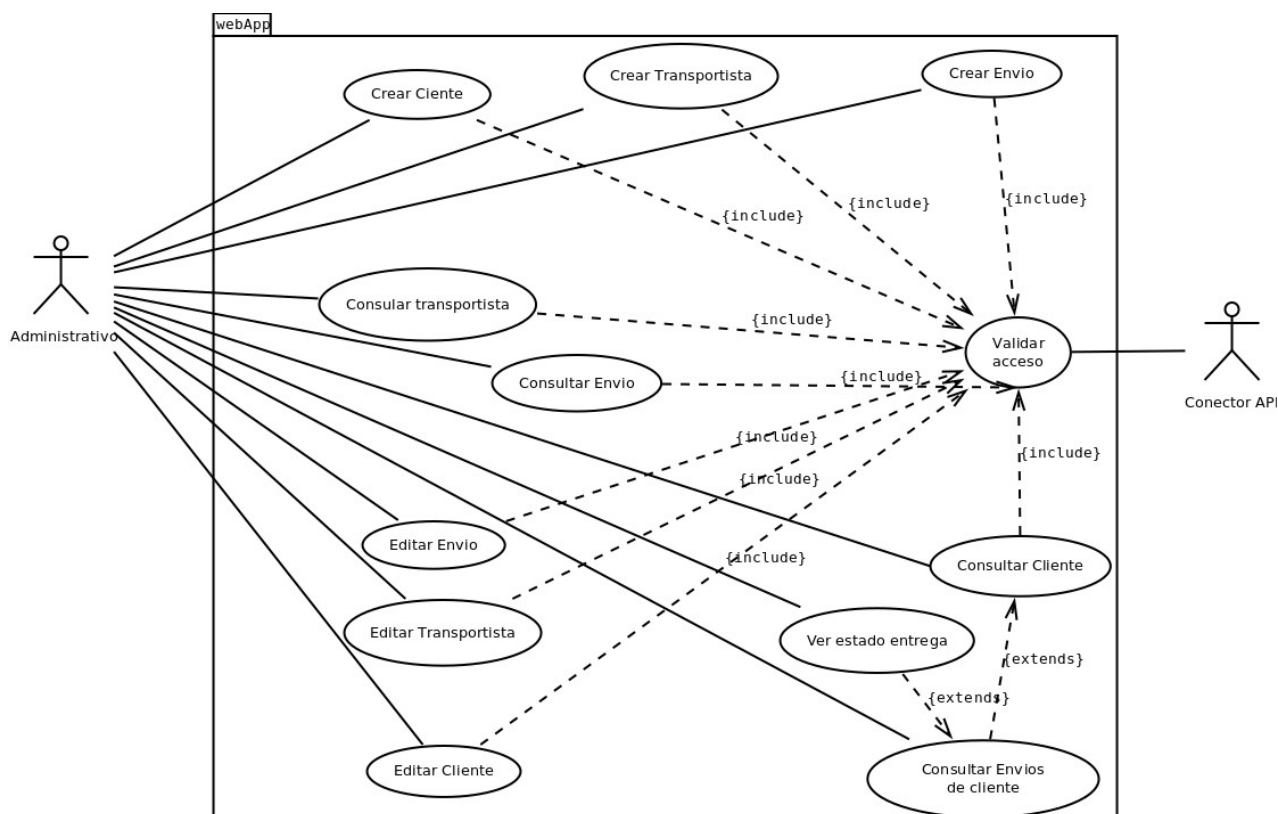 webApp
Crear Ciente
Crear Transportista
Crear Envio
{include}
{include}
{include}
Administrativo
Consular transportista
{include}
Validar
acceso
Conector API
Consultar Envio
{include}
{include}
{include}
{include}
Editar Envio
{include}
Consultar Cliente
Editar Transportista
Ver estado entrega
{extends}
{extends}
Editar Cliente
Consultar Envios
de cliente